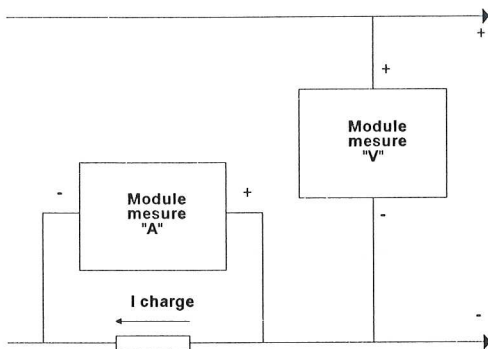 +
+
Module
mesure
"V"
-
-
Module
mesure
"A"
+
I charge
-